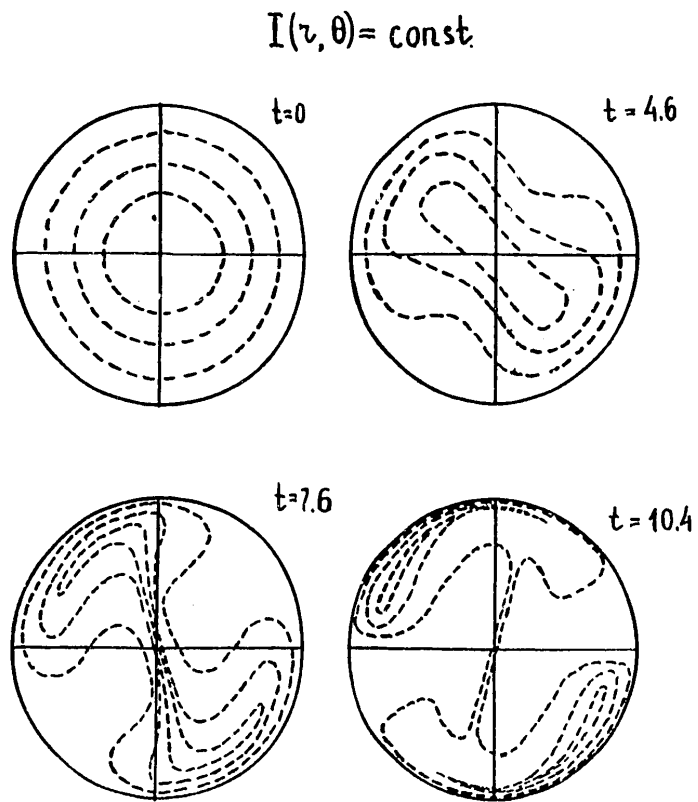 I(r, θ) = const.
t=0
t = 4.6
t=7.6
t = 10.4